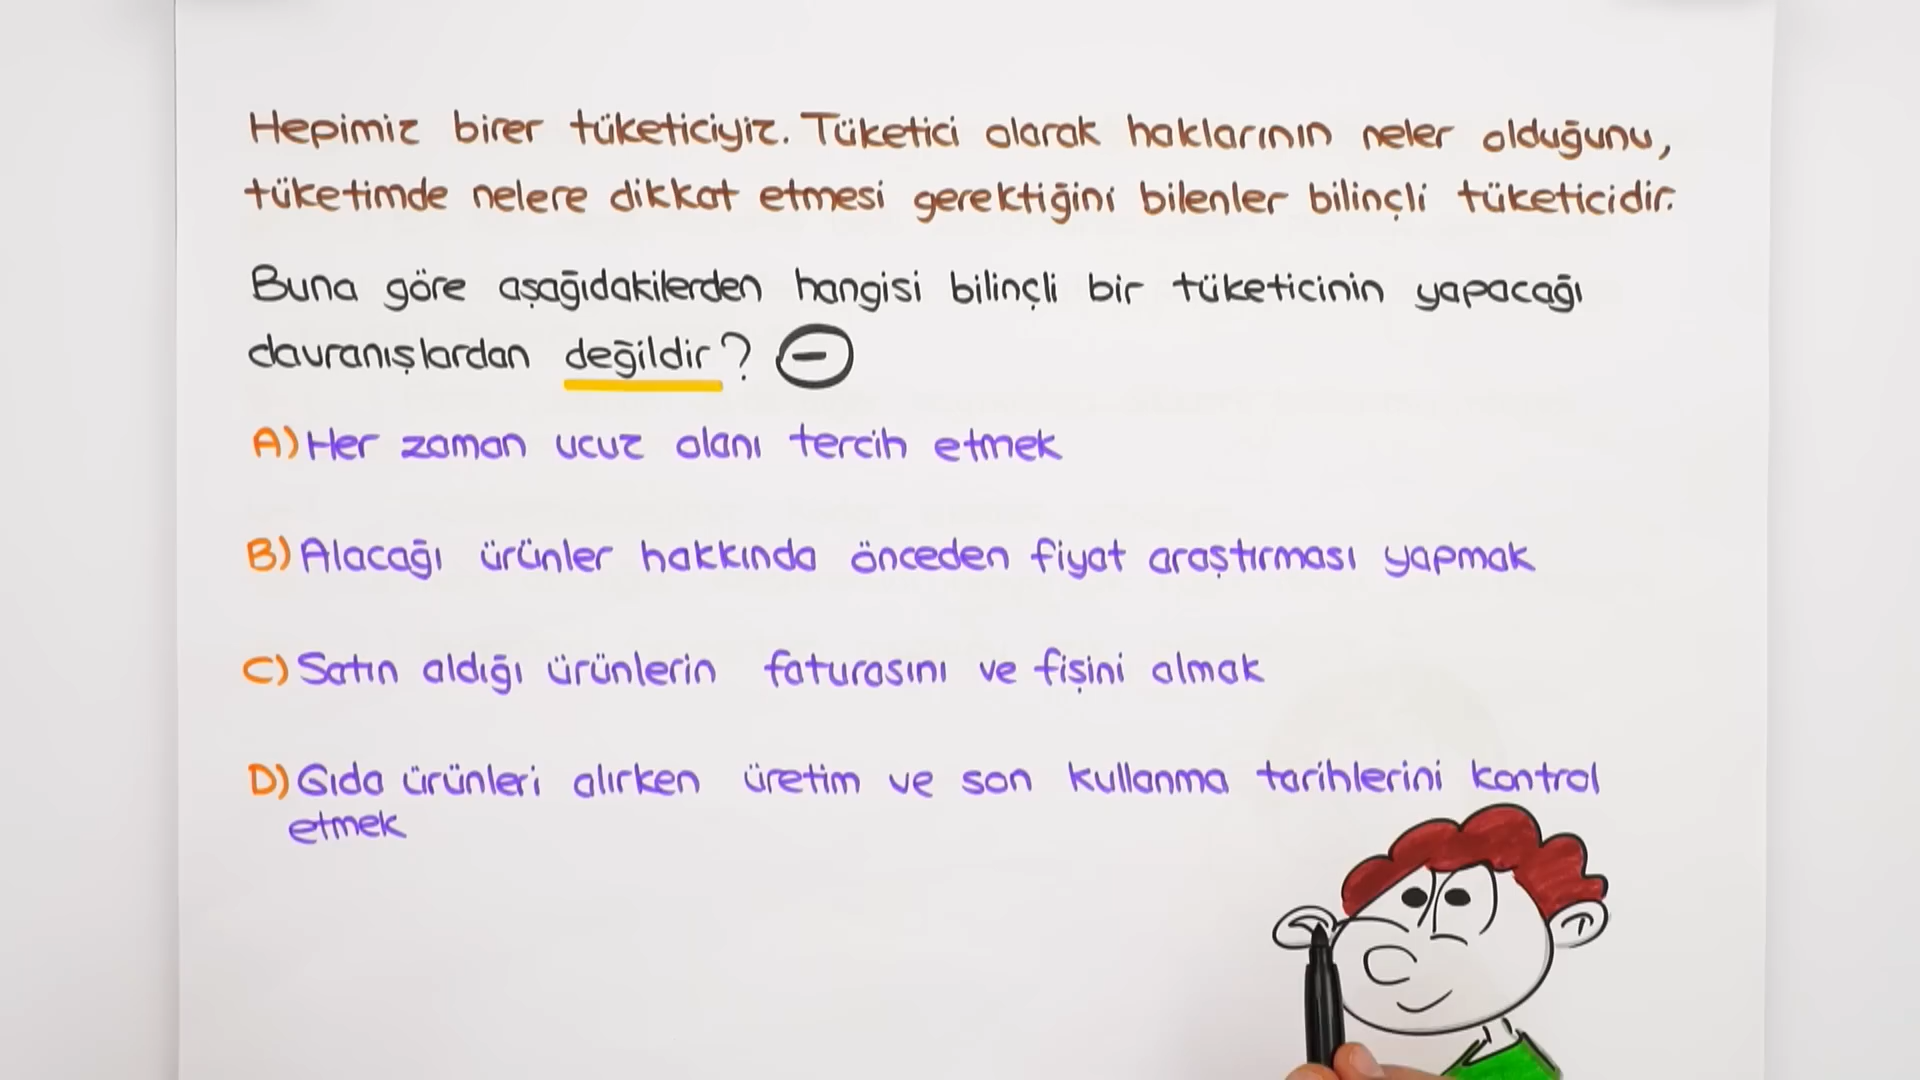 Hepimiz birer tüketiciyiz. Tüketici olarak haklarının neler olduğunu,
tüketimde nelere dikkat etmesi gerektiğini bilenler bilinçli tüketicidir.
Buna göre aşağıdakilerden hangisi bilinçli bir tüketicinin yapacağı
davranışlardan değildir? -
A) Her zaman ucuz olanı tercih etmek
B) Alacağı ürünler hakkında önceden fiyat araştırması yapmak
C) Satın aldığı ürünlerin faturasını ve fişini almak
D) Gıda ürünleri alırken üretim ve son kullanma tarihlerini kontrol
etmek